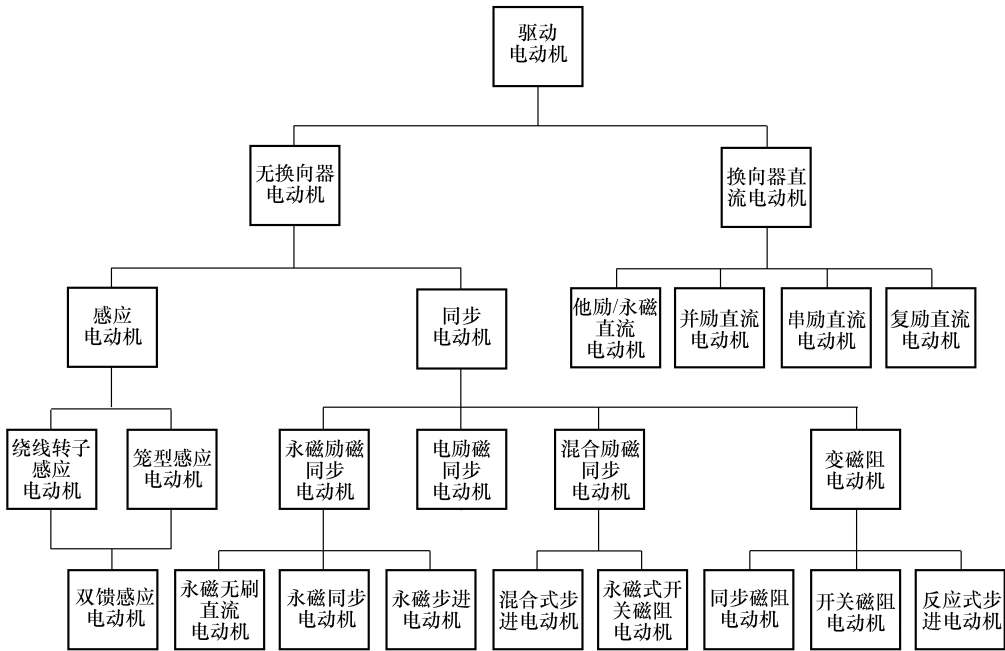 驱动
电动机
无换向器
电动机
换向器直
流电动机
感应
电动机
同步
电动机
他励/永磁
直流
电动机
并励直流
电动机
串励直流
电动机
复励直流
电动机
绕线转子
感应
电动机
笼型感应
电动机
永磁励磁
同步
电动机
电励磁
同步
电动机
混合励磁
同步
电动机
变磁阻
电动机
双馈感应
电动机
永磁无刷
直流
电动机
永磁同步
电动机
永磁步进
电动机
混合式步
进电动机
永磁式开
关磁阻
电动机
同步磁阻
电动机
开关磁阻
电动机
反应式步
进电动机